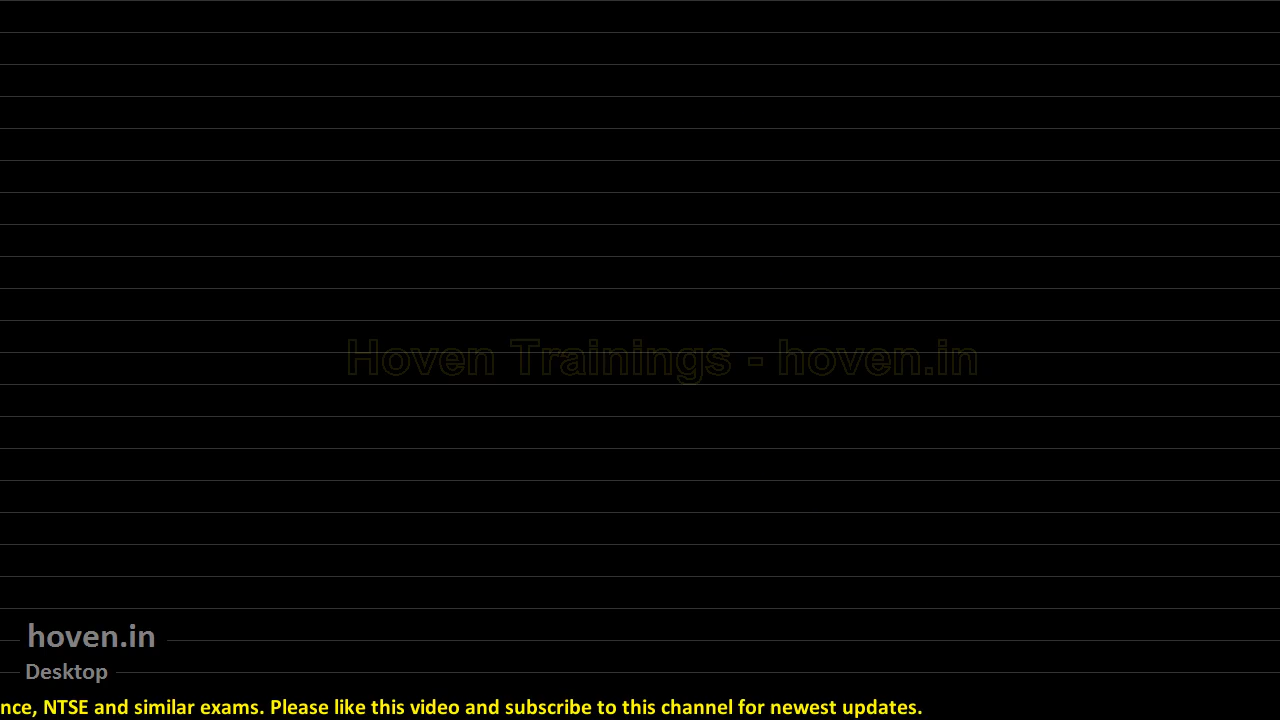 Hoven Trainings - hoven.in
hoven.in
Desktop
nce, NTSE and similar exams. Please like this video and subscribe to this channel for newest updates.